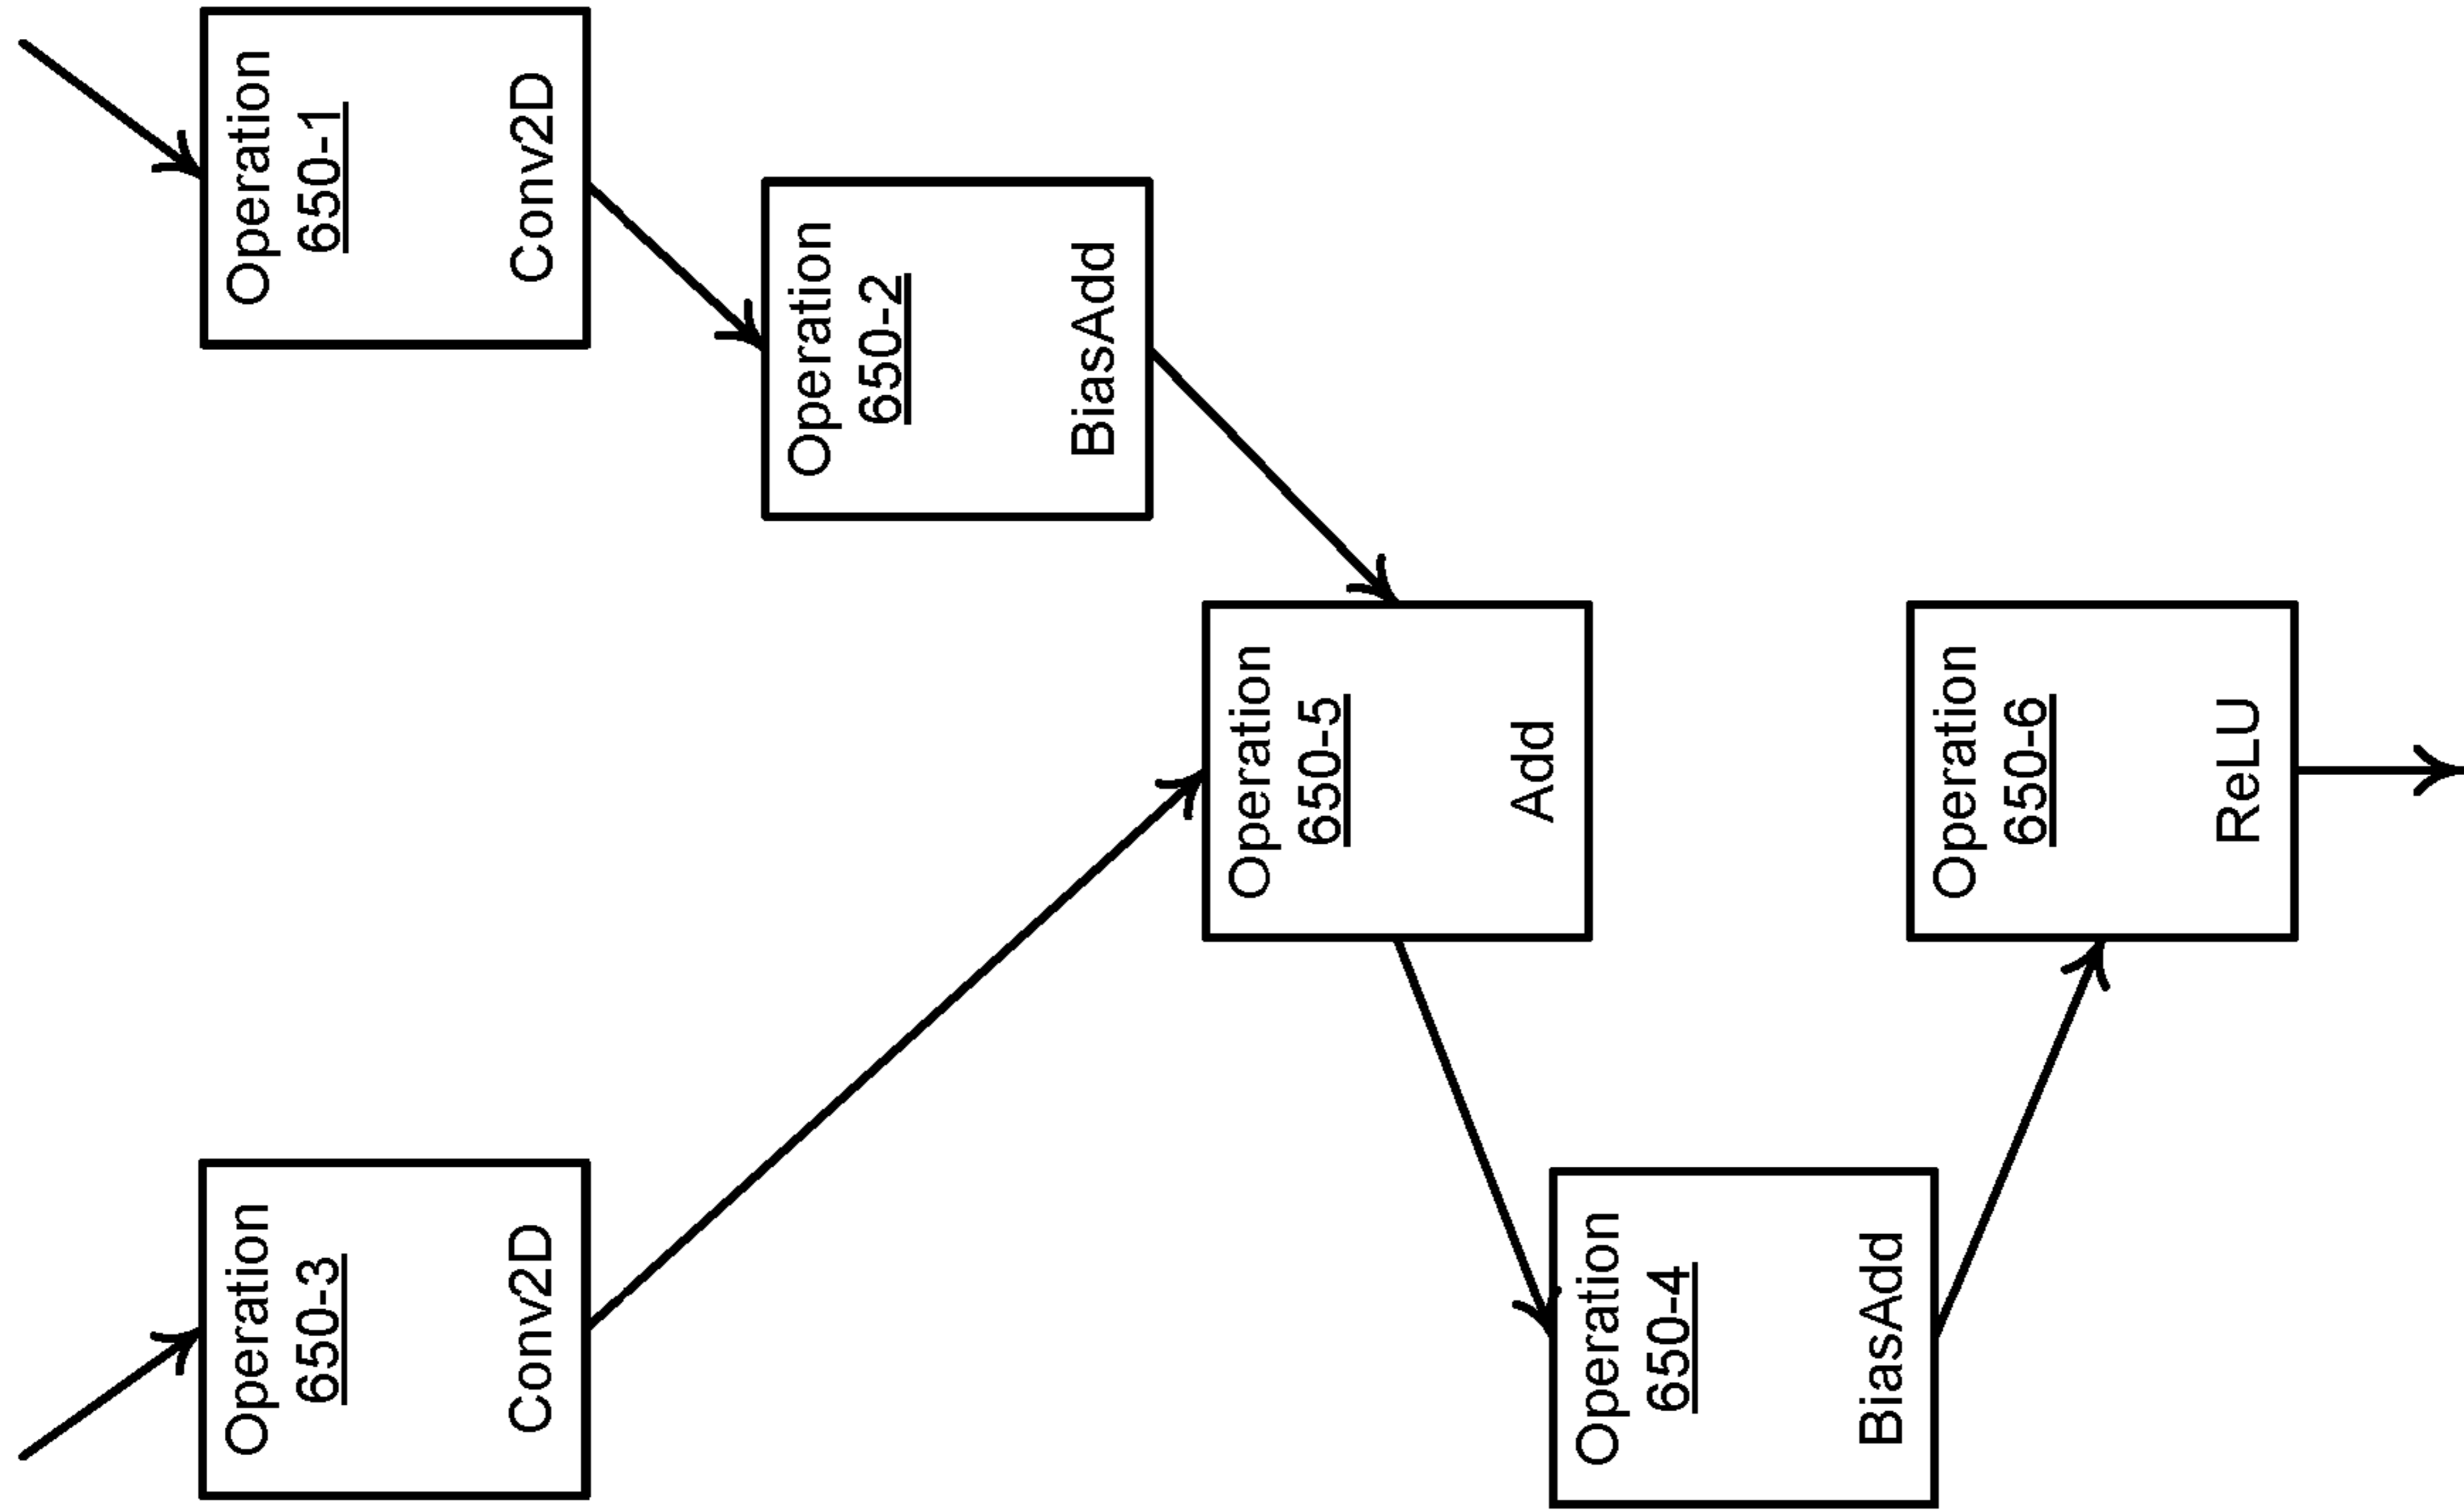 Operation
650-3
Conv2D
Operation
650-1
Conv2D
Operation
650-2
BiasAdd
Operation
650-5
Add
Operation
650-4
BiasAdd
Operation
650-6
ReLU